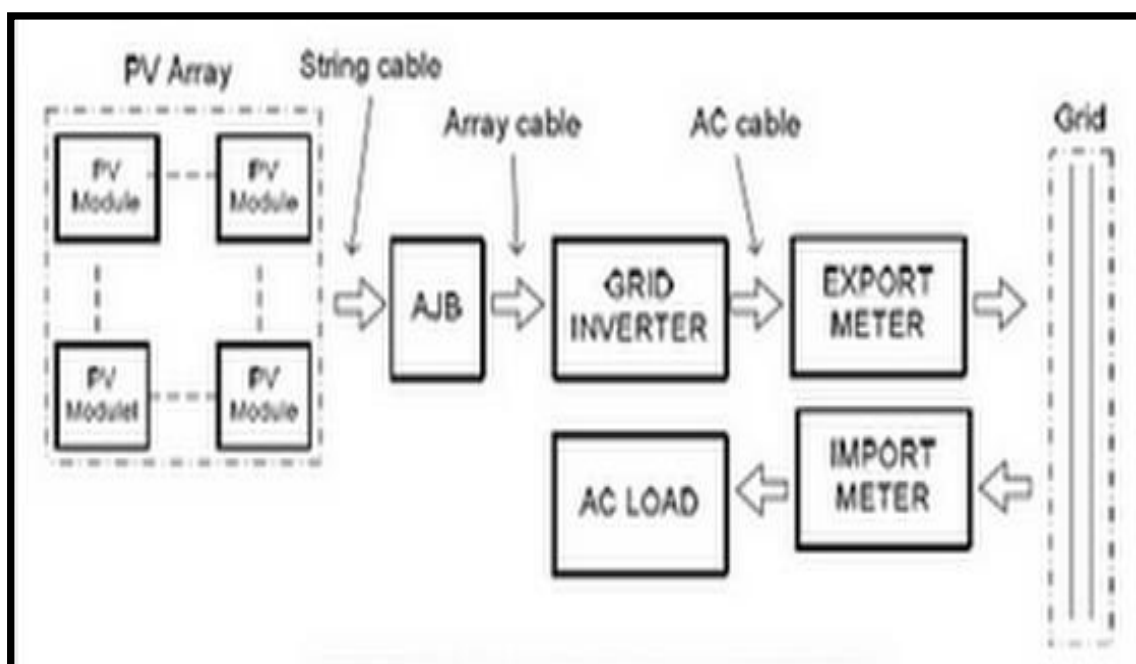 PV Array
String cable
Array cable
AC cable
Grid
PV
Module
PV
Module
PV
Modulel
PV
Module
AJB
GRID
INVERTER
EXPORT
METER
AC LOAD
IMPORT
METER